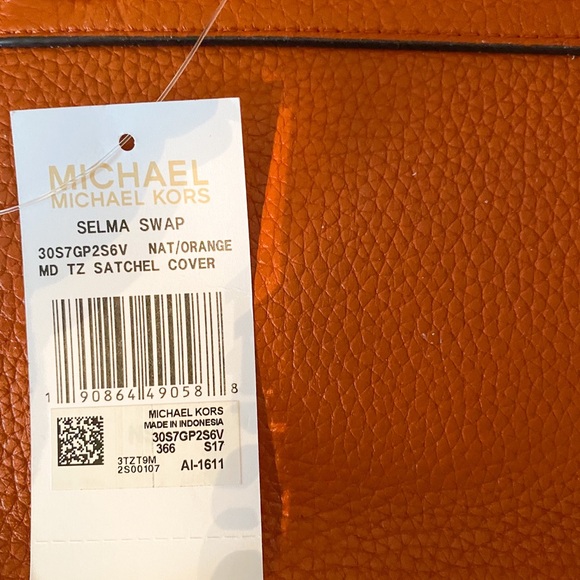 MICHAEL
MICHAEL KORS
SELMA SWAP
30S7GP2S6V NAT/ORANGE
MD TZ SATCHEL COVER
1 90864 49058 8
MICHAEL KORS
MADE IN INDONESIA
30S7GP2S6V
366 S17
3TZT9M
2S00107 AI-1611